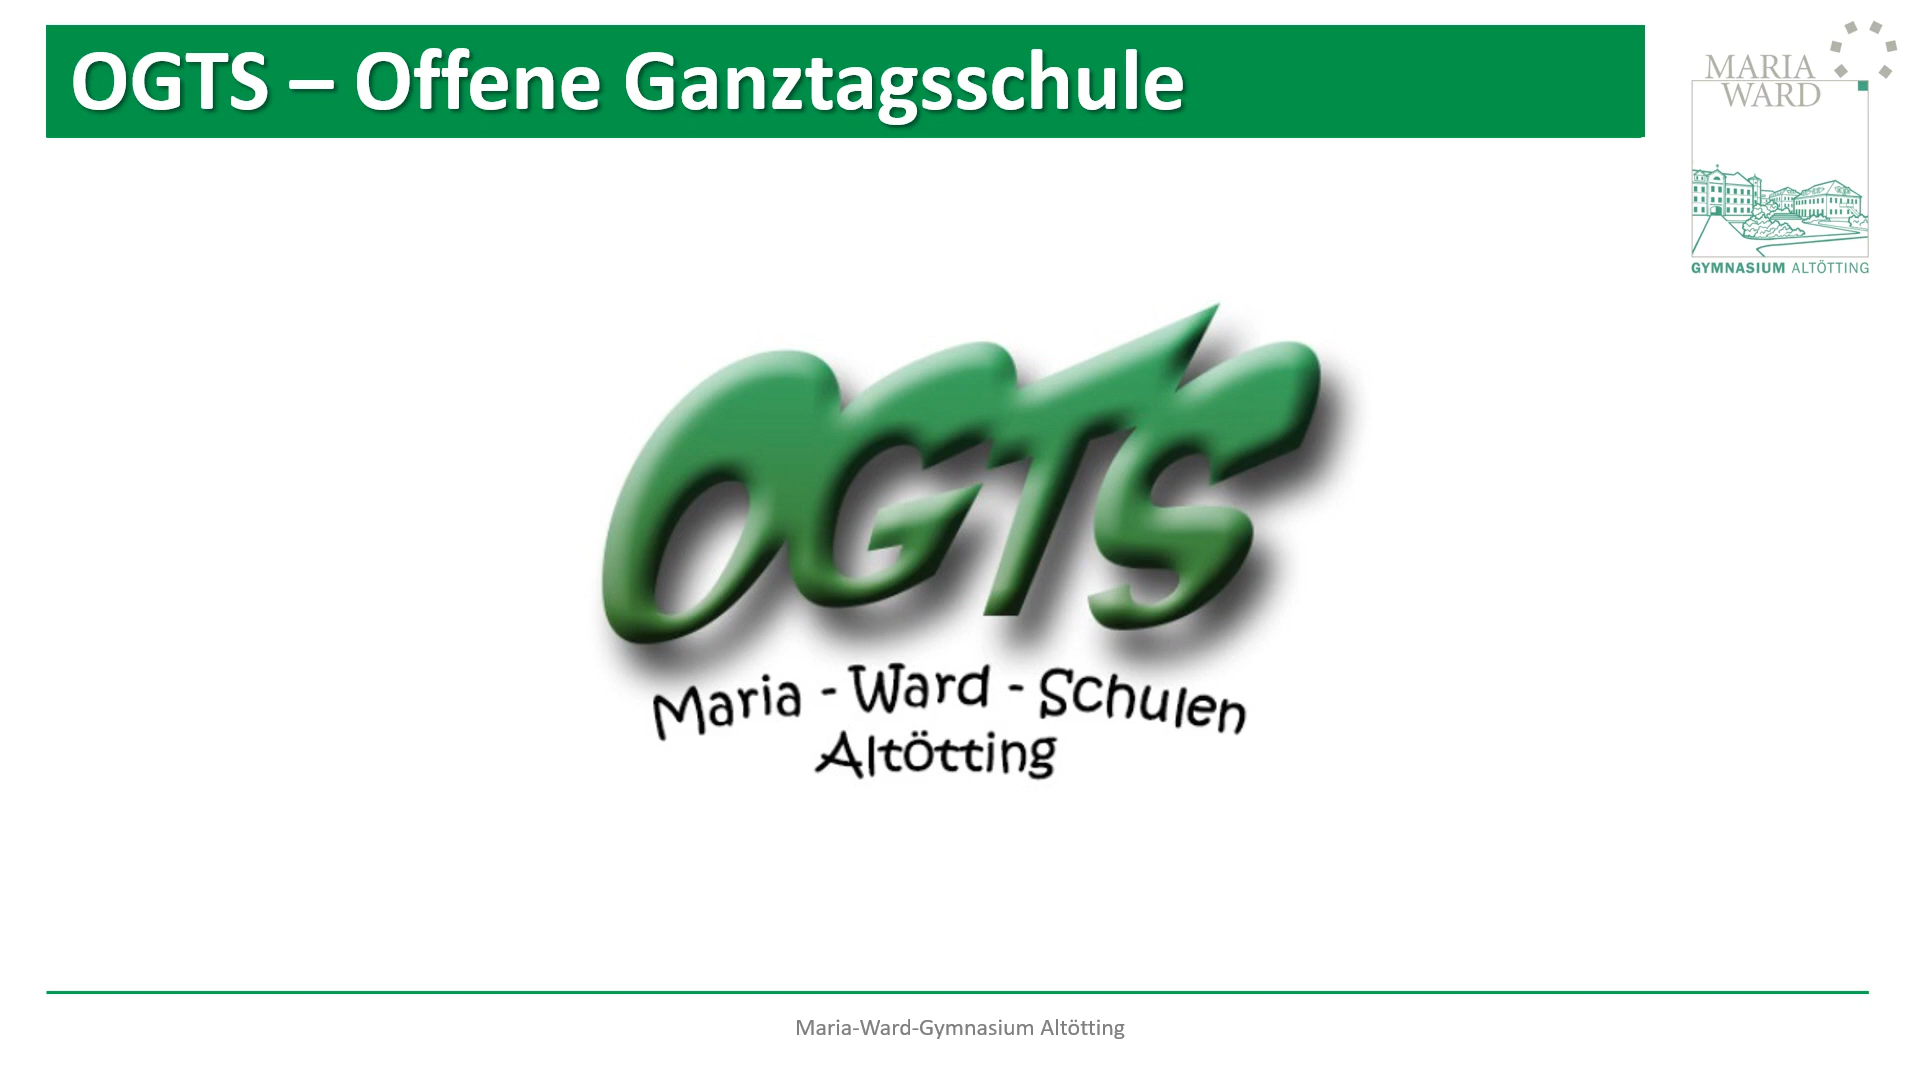 OGTS – Offene Ganztagsschule
MARIA
WARD
GYMNASIUM ALTÖTTING
OGTS
Maria - Ward - Schulen
Altötting
Maria-Ward-Gymnasium Altötting